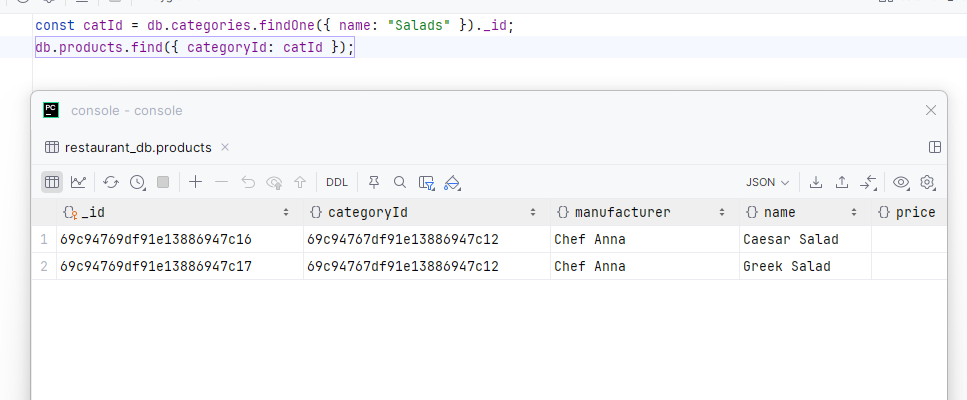 const catId = db.categories.findOne({ name: "Salads" })._id;
db.products.find({ categoryId: catId });
PC console - console
restaurant_db.products
DDL JSON
_id categoryId manufacturer name price
1 69c94769df91e13886947c16 69c94767df91e13886947c12 Chef Anna Caesar Salad
2 69c94769df91e13886947c17 69c94767df91e13886947c12 Chef Anna Greek Salad